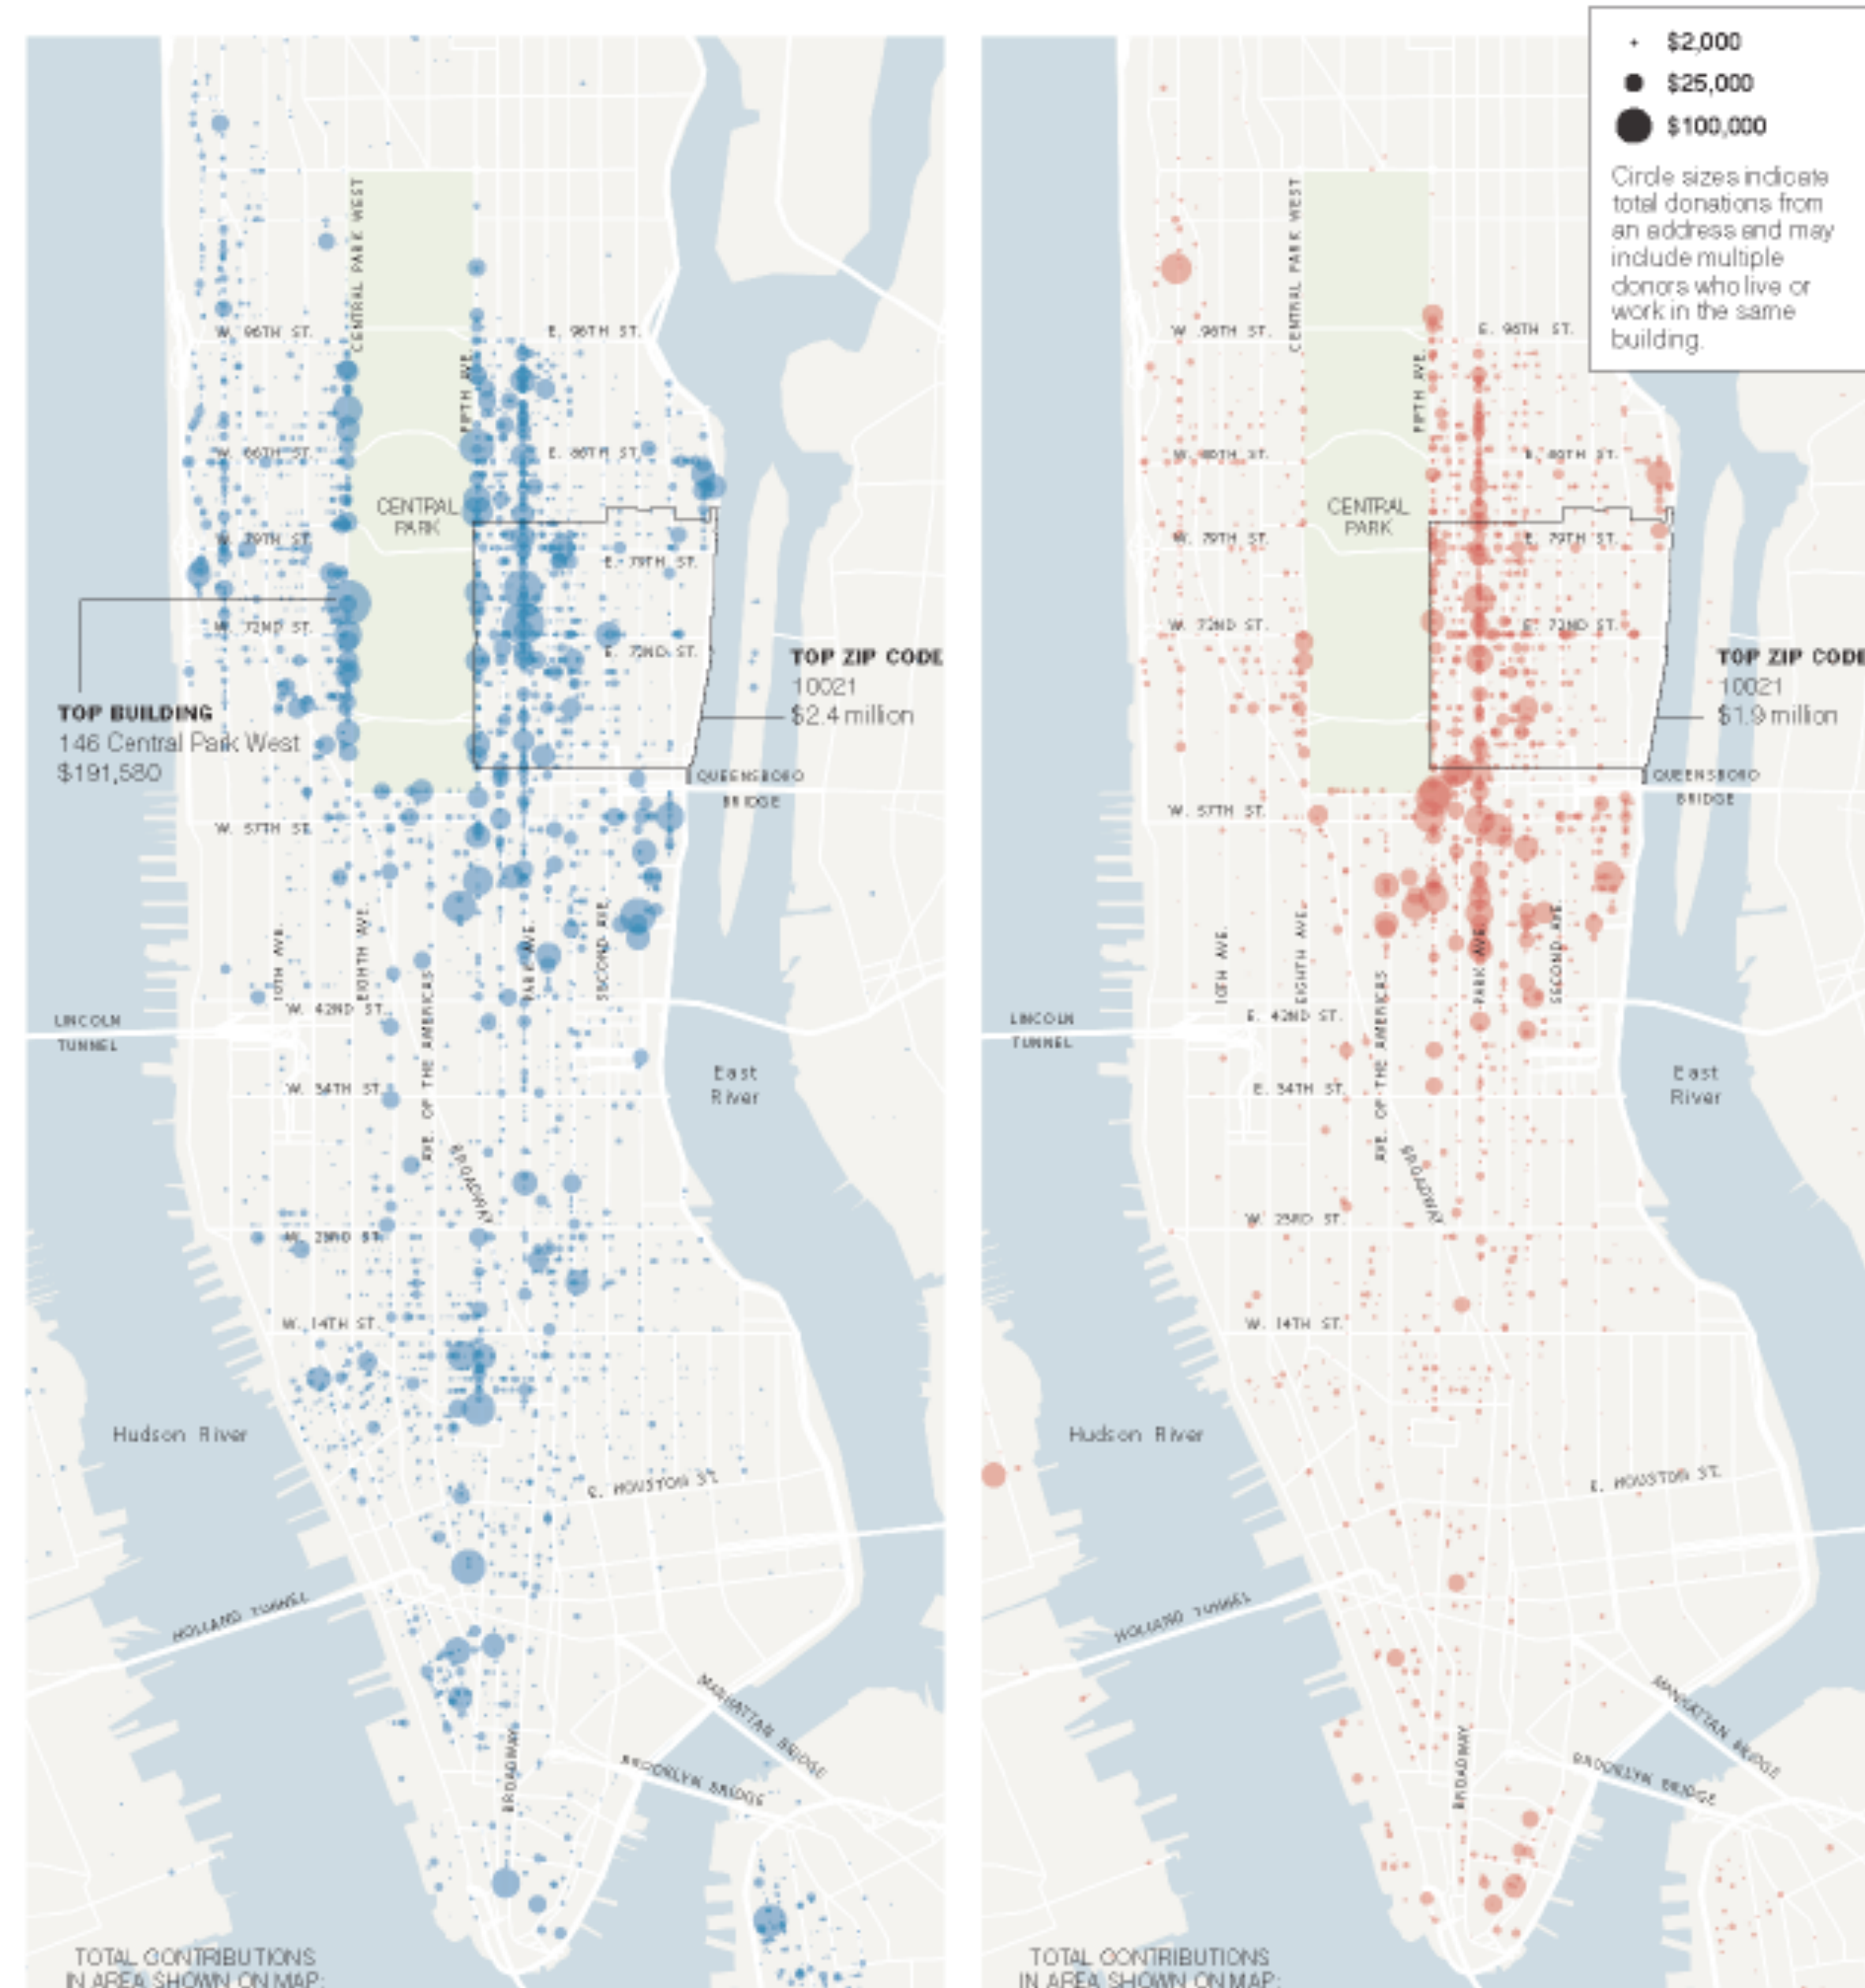 CENTRAL PARK WEST
W. 96TH ST.
E. 96TH ST.
FIFTH AVE.
W. 86TH ST.
E. 86TH ST.
CENTRAL
PARK
W. 79TH ST.
E. 79TH ST.
W. 72ND ST.
E. 72ND ST.
TOP ZIP CODE
10021
$2.4 million
TOP BUILDING
146 Central Park West
$191,580
QUEENSBORO
BRIDGE
W. 57TH ST.
10TH AVE.
EIGHTH AVE.
AVE. OF THE AMERICAS
PARK AVE.
SECOND AVE.
W. 42ND ST.
LINCOLN
TUNNEL
W. 34TH ST.
East
River
BROADWAY
W. 23RD ST.
W. 14TH ST.
Hudson River
E. HOUSTON ST.
HOLLAND TUNNEL
MANHATTAN BRIDGE
BROOKLYN BRIDGE
BROADWAY
TOTAL CONTRIBUTIONS
IN AREA SHOWN ON MAP:
$2,000
$25,000
$100,000
Circle sizes indicate
total donations from
an address and may
include multiple
donors who live or
work in the same
building.
CENTRAL PARK WEST
W. 96TH ST.
E. 96TH ST.
FIFTH AVE.
W. 86TH ST.
E. 86TH ST.
CENTRAL
PARK
W. 79TH ST.
E. 79TH ST.
W. 72ND ST.
E. 72ND ST.
TOP ZIP CODE
10021
$1.9 million
QUEENSBORO
BRIDGE
W. 57TH ST.
10TH AVE.
EIGHTH AVE.
AVE. OF THE AMERICAS
PARK AVE.
SECOND AVE.
E. 42ND ST.
LINCOLN
TUNNEL
E. 34TH ST.
East
River
BROADWAY
W. 23RD ST.
W. 14TH ST.
Hudson River
E. HOUSTON ST.
HOLLAND TUNNEL
MANHATTAN BRIDGE
BROOKLYN BRIDGE
BROADWAY
TOTAL CONTRIBUTIONS
IN AREA SHOWN ON MAP: